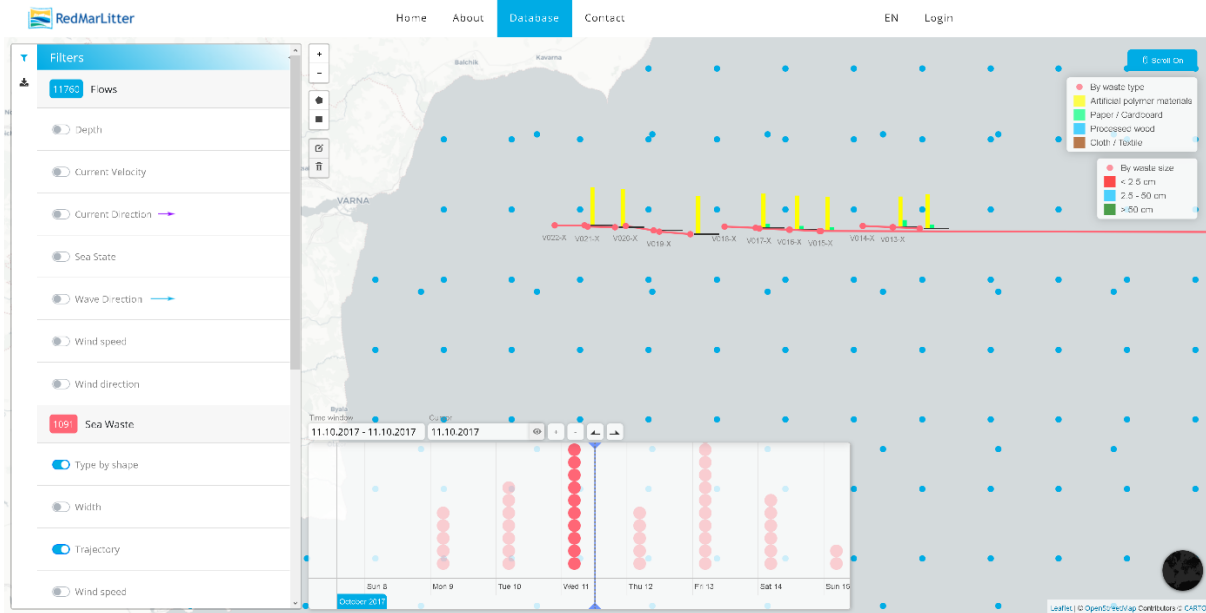 RedMarLitter
Home About Database Contact EN Login
Filters
11760 Flows
Depth
Current Velocity
Current Direction
Sea State
Wave Direction
Wind speed
Wind direction
1091 Sea Waste
Type by shape
Width
Trajectory
Wind speed
+
-
Balchik
Kavarna
VARNA
Byala
Scroll On
By waste type
Artificial polymer materials
Paper / Cardboard
Processed wood
Cloth / Textile
By waste size
< 2.5 cm
2.5 - 50 cm
> 50 cm
V022-X V021-X V020-X V019-X V018-X V017-X V016-X V015-X V014-X V013-X
Time window Cursor
11.10.2017 - 11.10.2017 11.10.2017 + -
Sun 8 Mon 9 Tue 10 Wed 11 Thu 12 Fri 13 Sat 14 Sun 15
October 2017
Leaflet | © OpenStreetMap Contributors © CARTO